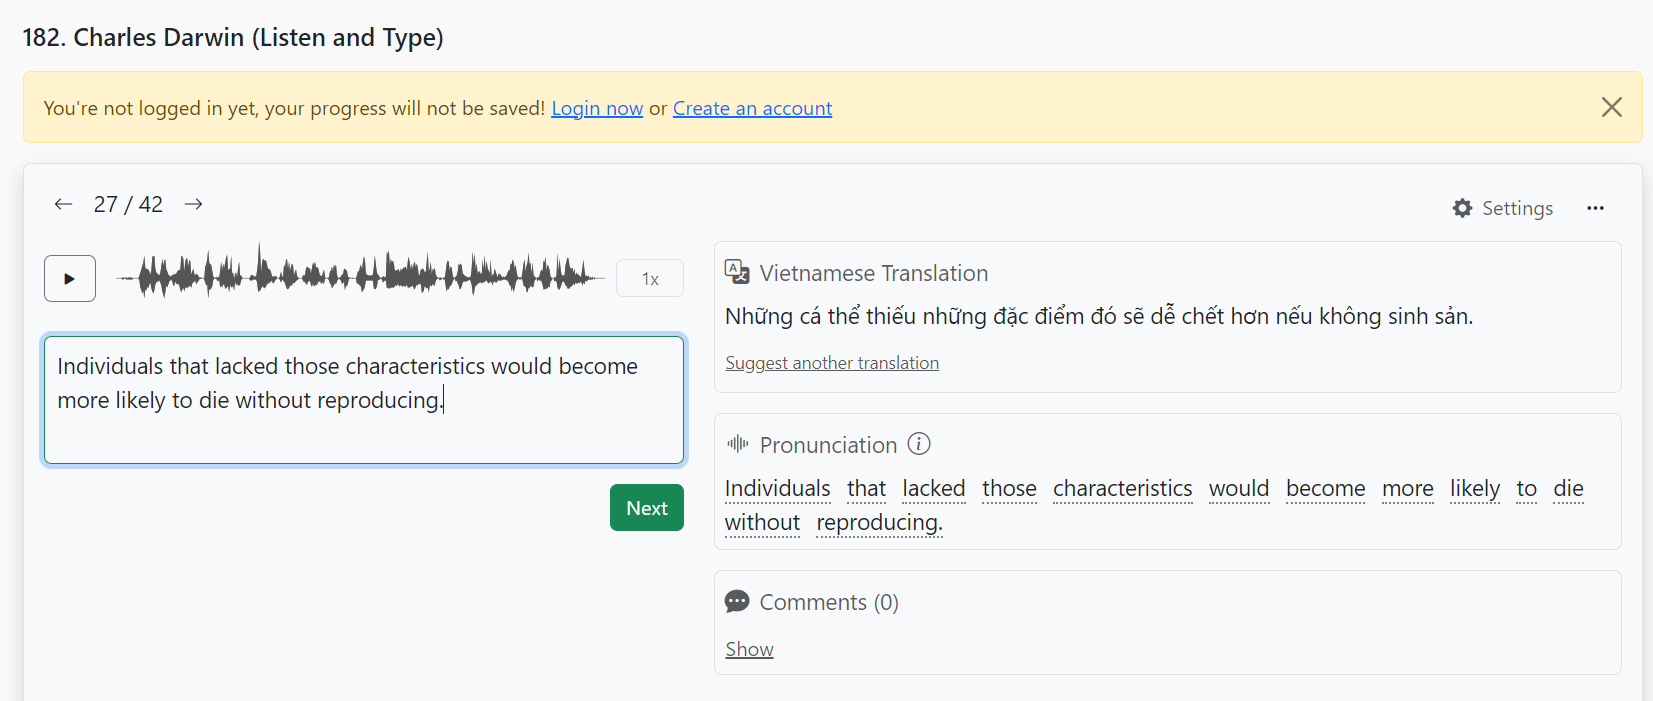 182. Charles Darwin (Listen and Type)
You're not logged in yet, your progress will not be saved! Login now or Create an account
27 / 42
Settings
1x
Individuals that lacked those characteristics would become
more likely to die without reproducing.
Next
Vietnamese Translation
Những cá thể thiếu những đặc điểm đó sẽ dễ chết hơn nếu không sinh sản.
Suggest another translation
Pronunciation
Individuals that lacked those characteristics would become more likely to die
without reproducing.
Comments (0)
Show